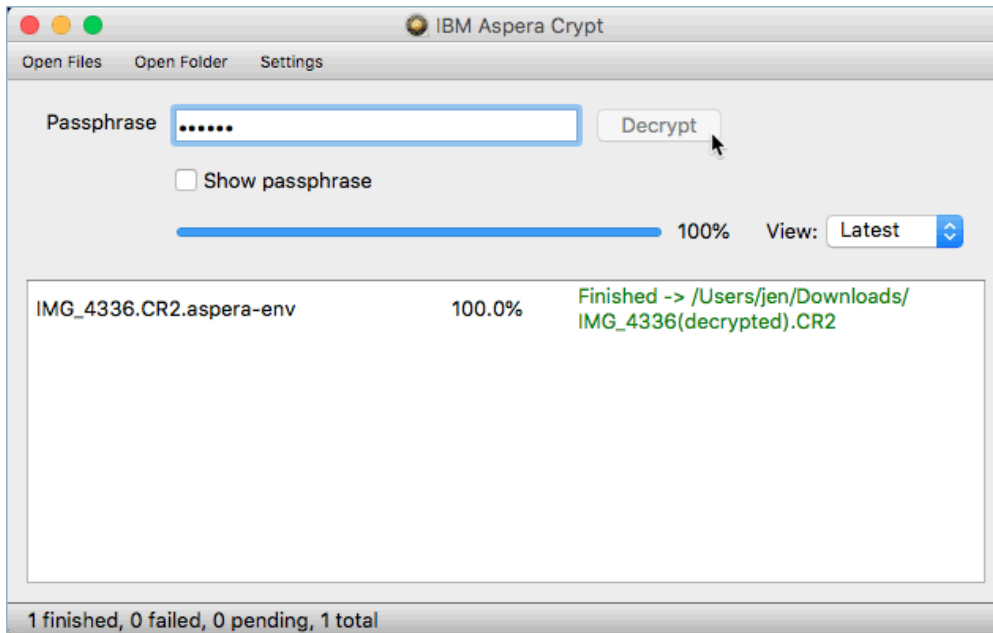 IBM Aspera Crypt
Open Files Open Folder Settings
Passphrase •••••• Decrypt
Show passphrase
100% View: Latest
IMG_4336.CR2.aspera-env 100.0% Finished -> /Users/jen/Downloads/
IMG_4336(decrypted).CR2
1 finished, 0 failed, 0 pending, 1 total